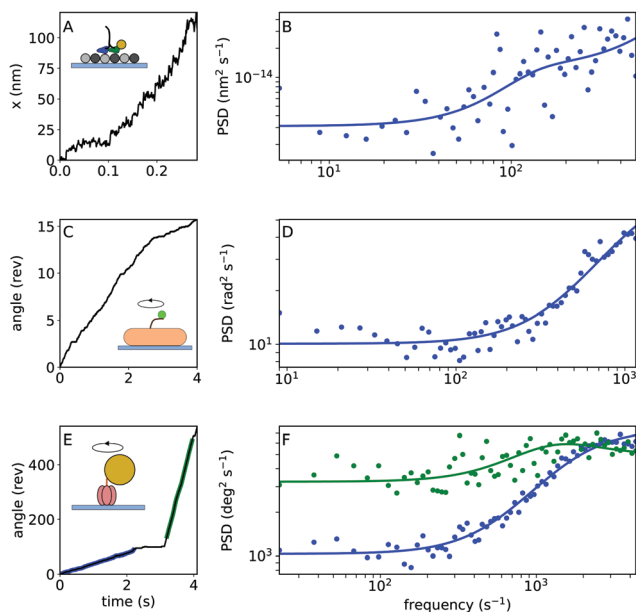 A
100
75
50
25
0
x (nm)
0.0
0.1
0.2
B
10⁻¹⁴
PSD (nm² s⁻¹)
10¹
10²
C
15
10
5
0
angle (rev)
0
2
4
D
10¹
PSD (rad² s⁻¹)
10¹
10²
10³
E
400
200
0
angle (rev)
0
2
4
time (s)
F
10³
PSD (deg² s⁻¹)
10²
10³
frequency (s⁻¹)